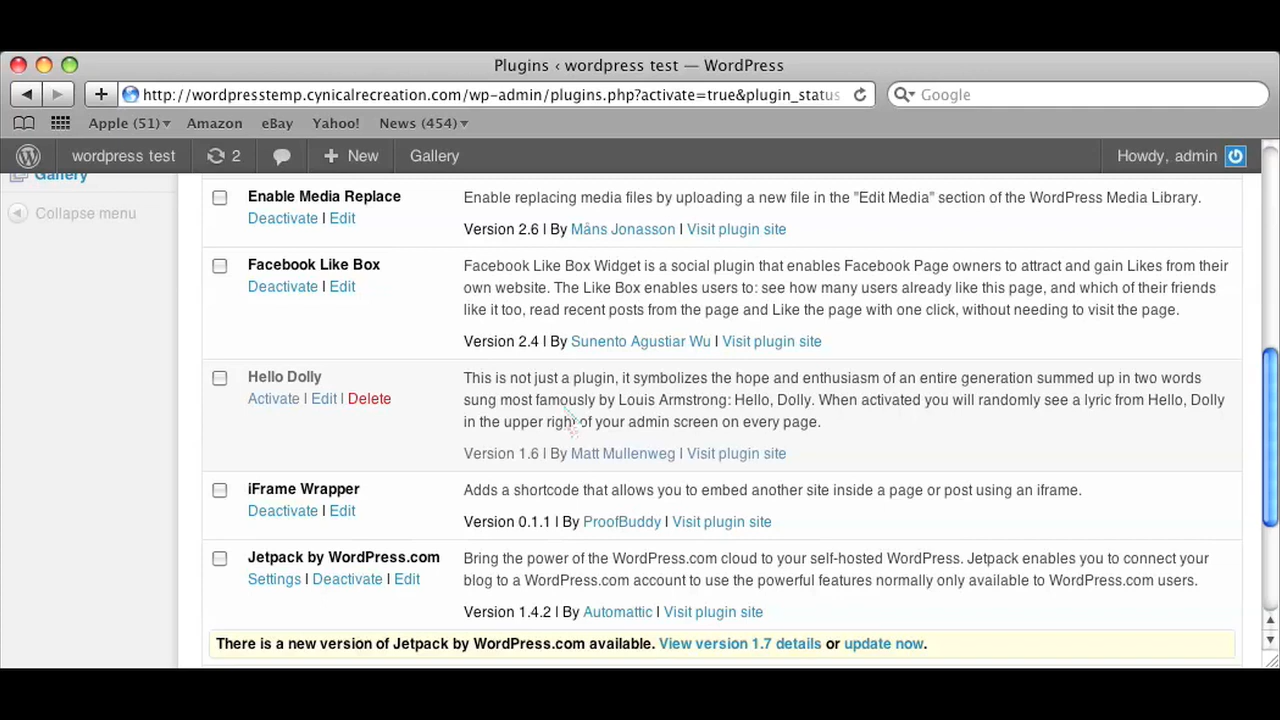 Plugins ‹ wordpress test — WordPress
http://wordpresstemp.cynicalrecreation.com/wp-admin/plugins.php?activate=true&plugin_status
Google
Apple (51)▾ Amazon eBay Yahoo! News (454)▾
wordpress test 2 + New Gallery Howdy, admin
Gallery
Collapse menu
Enable Media Replace
Deactivate | Edit
Enable replacing media files by uploading a new file in the "Edit Media" section of the WordPress Media Library.
Version 2.6 | By Måns Jonasson | Visit plugin site
Facebook Like Box
Deactivate | Edit
Facebook Like Box Widget is a social plugin that enables Facebook Page owners to attract and gain Likes from their
own website. The Like Box enables users to: see how many users already like this page, and which of their friends
like it too, read recent posts from the page and Like the page with one click, without needing to visit the page.
Version 2.4 | By Sunento Agustiar Wu | Visit plugin site
Hello Dolly
Activate | Edit | Delete
This is not just a plugin, it symbolizes the hope and enthusiasm of an entire generation summed up in two words
sung most famously by Louis Armstrong: Hello, Dolly. When activated you will randomly see a lyric from Hello, Dolly
in the upper right of your admin screen on every page.
Version 1.6 | By Matt Mullenweg | Visit plugin site
iFrame Wrapper
Deactivate | Edit
Adds a shortcode that allows you to embed another site inside a page or post using an iframe.
Version 0.1.1 | By ProofBuddy | Visit plugin site
Jetpack by WordPress.com
Settings | Deactivate | Edit
Bring the power of the WordPress.com cloud to your self-hosted WordPress. Jetpack enables you to connect your
blog to a WordPress.com account to use the powerful features normally only available to WordPress.com users.
Version 1.4.2 | By Automattic | Visit plugin site
There is a new version of Jetpack by WordPress.com available. View version 1.7 details or update now.